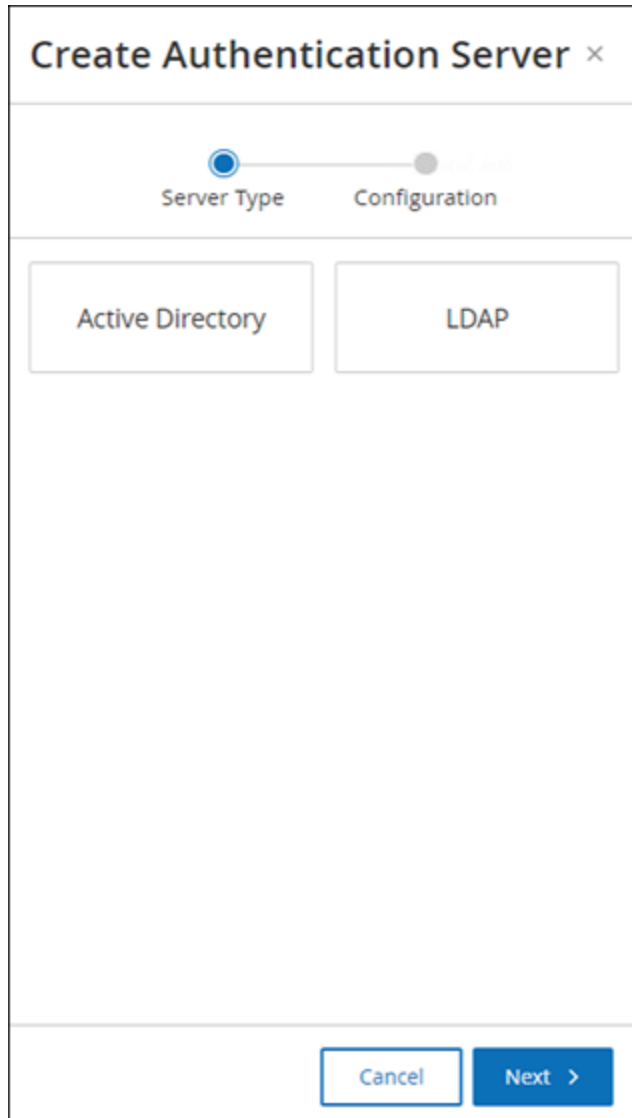 Create Authentication Server ×
Server Type Configuration
Active Directory LDAP
Cancel Next >